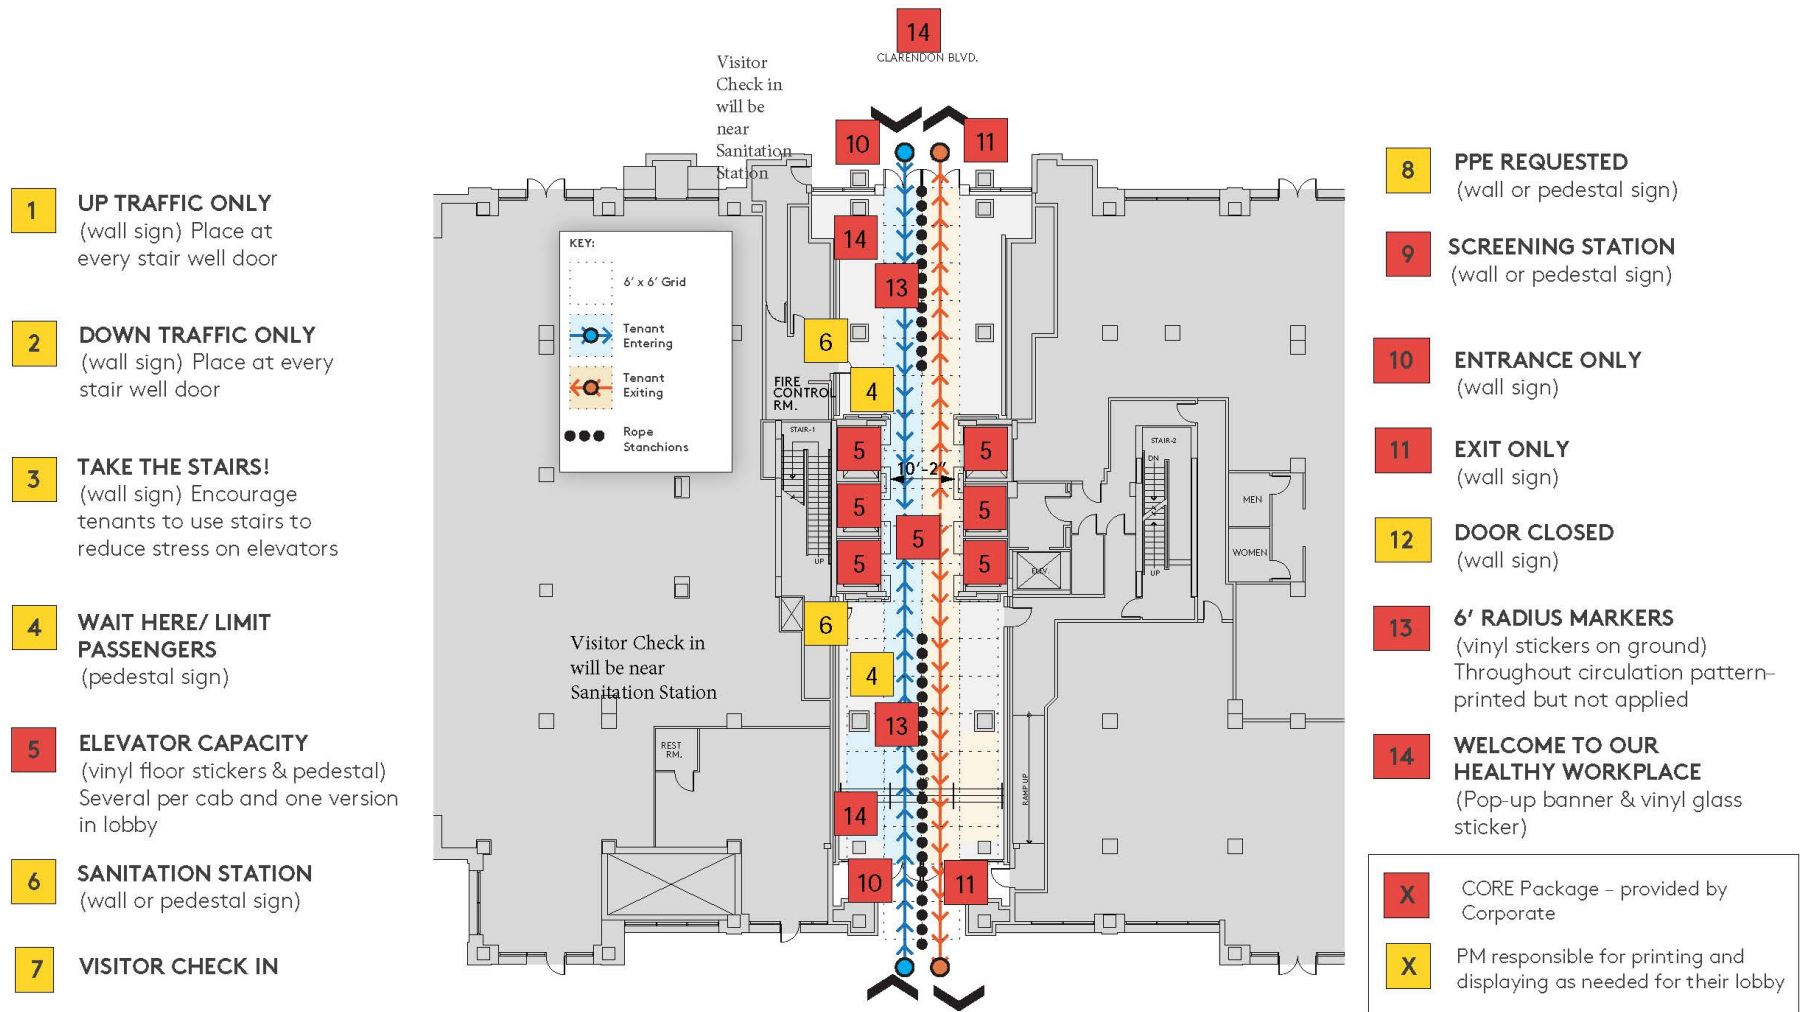 14
CLARENDON BLVD.
Visitor
Check in
will be
near
Sanitation
Station
10
11
1
UP TRAFFIC ONLY
(wall sign) Place at
every stair well door
2
DOWN TRAFFIC ONLY
(wall sign) Place at every
stair well door
3
TAKE THE STAIRS!
(wall sign) Encourage
tenants to use stairs to
reduce stress on elevators
4
WAIT HERE/ LIMIT
PASSENGERS
(pedestal sign)
5
ELEVATOR CAPACITY
(vinyl floor stickers & pedestal)
Several per cab and one version
in lobby
6
SANITATION STATION
(wall or pedestal sign)
7
VISITOR CHECK IN
KEY:
6' x 6' Grid
Tenant
Entering
Tenant
Exiting
Rope
Stanchions
14
13
6
4
FIRE
CONTROL
RM.
STAIR-1
5
5
10'-2"
5
5
5
5
5
UP
ELEV.
STAIR-2
DN
UP
MEN
WOMEN
6
Visitor Check in
will be near
Sanitation Station
4
13
REST
RM.
RAMP UP
14
10
11
8
PPE REQUESTED
(wall or pedestal sign)
9
SCREENING STATION
(wall or pedestal sign)
10
ENTRANCE ONLY
(wall sign)
11
EXIT ONLY
(wall sign)
12
DOOR CLOSED
(wall sign)
13
6' RADIUS MARKERS
(vinyl stickers on ground)
Throughout circulation pattern–
printed but not applied
14
WELCOME TO OUR
HEALTHY WORKPLACE
(Pop-up banner & vinyl glass
sticker)
X
CORE Package – provided by
Corporate
X
PM responsible for printing and
displaying as needed for their lobby